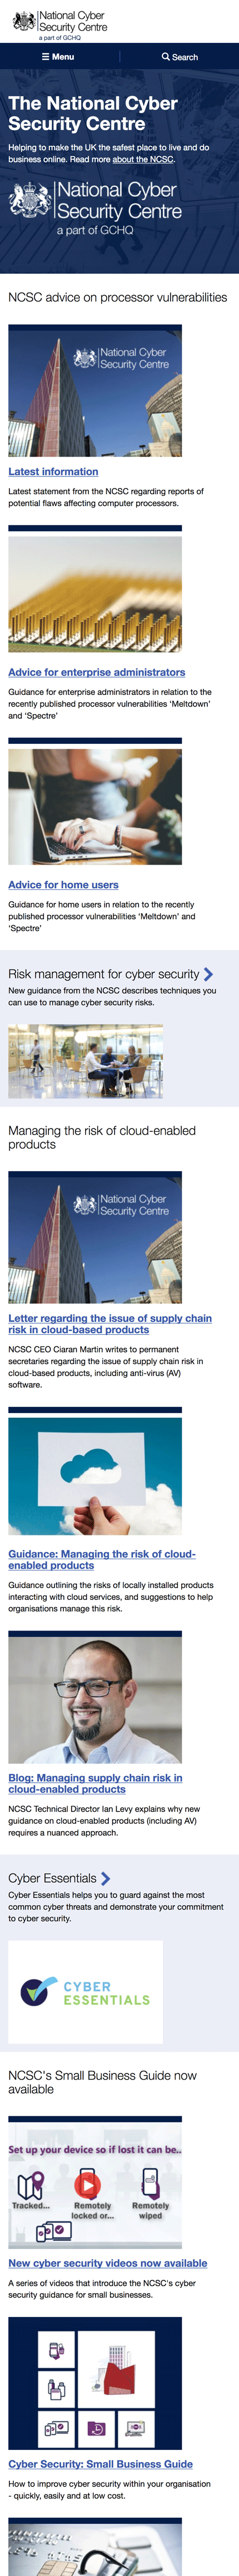 National Cyber
Security Centre
a part of GCHQ
Menu
Search
The National Cyber
Security Centre
Helping to make the UK the safest place to live and do
business online. Read more about the NCSC.
National Cyber
Security Centre
a part of GCHQ
NCSC advice on processor vulnerabilities
National Cyber
Security Centre
Latest information
Latest statement from the NCSC regarding reports of
potential flaws affecting computer processors.
Advice for enterprise administrators
Guidance for enterprise administrators in relation to the
recently published processor vulnerabilities ‘Meltdown’
and ‘Spectre’
Advice for home users
Guidance for home users in relation to the recently
published processor vulnerabilities ‘Meltdown’ and
‘Spectre’
Risk management for cyber security
New guidance from the NCSC describes techniques you
can use to manage cyber security risks.
Managing the risk of cloud-enabled
products
National Cyber
Security Centre
Letter regarding the issue of supply chain
risk in cloud-based products
NCSC CEO Ciaran Martin writes to permanent
secretaries regarding the issue of supply chain risk in
cloud-based products, including anti-virus (AV)
software.
Guidance: Managing the risk of cloud-
enabled products
Guidance outlining the risks of locally installed products
interacting with cloud services, and suggestions to help
organisations manage this risk.
Blog: Managing supply chain risk in
cloud-enabled products
NCSC Technical Director Ian Levy explains why new
guidance on cloud-enabled products (including AV)
requires a nuanced approach.
Cyber Essentials
Cyber Essentials helps you to guard against the most
common cyber threats and demonstrate your commitment
to cyber security.
CYBER
ESSENTIALS
NCSC's Small Business Guide now
available
Set up your device so if lost it can be..
Tracked...
Remotely
locked or...
Remotely
wiped
New cyber security videos now available
A series of videos that introduce the NCSC's cyber
security guidance for small businesses.
Cyber Security: Small Business Guide
How to improve cyber security within your organisation
- quickly, easily and at low cost.